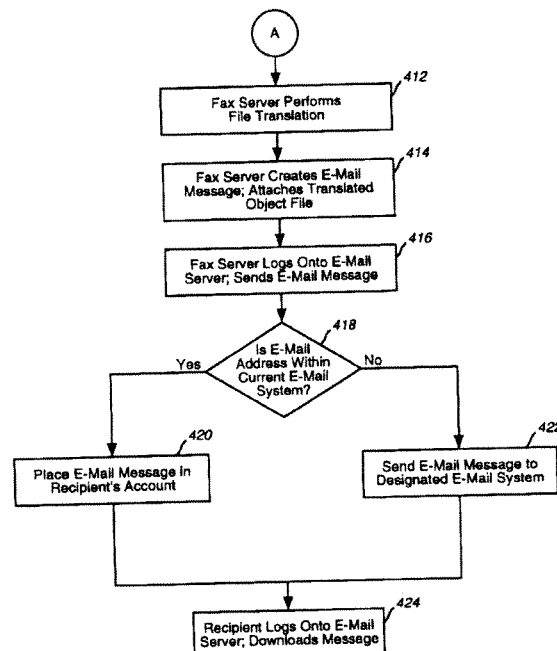 A
412
Fax Server Performs
File Translation
414
Fax Server Creates E-Mail
Message; Attaches Translated
Object File
416
Fax Server Logs Onto E-Mail
Server; Sends E-Mail Message
418
Is E-Mail
Address Within
Current E-Mail
System?
Yes
No
420
Place E-Mail Message in
Recipient's Account
422
Send E-Mail Message to
Designated E-Mail System
424
Recipient Logs Onto E-Mail
Server; Downloads Message